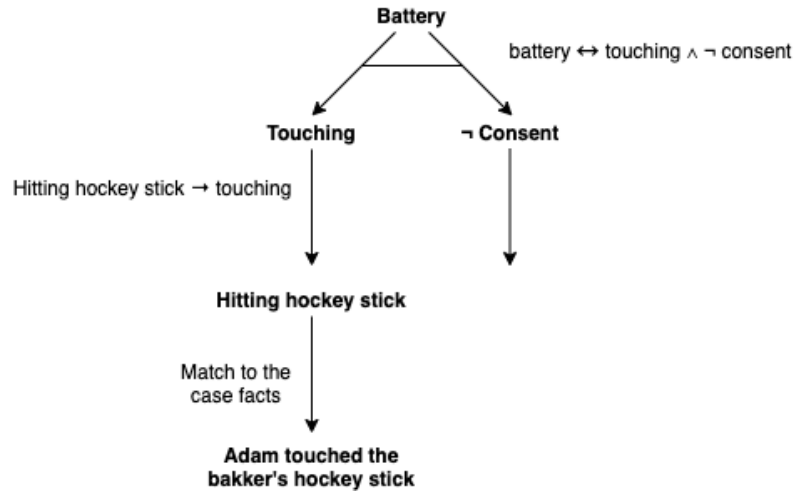 Battery
battery ↔ touching ∧ ¬ consent
Touching
¬ Consent
Hitting hockey stick → touching
Hitting hockey stick
Match to the
case facts
Adam touched the
bakker's hockey stick